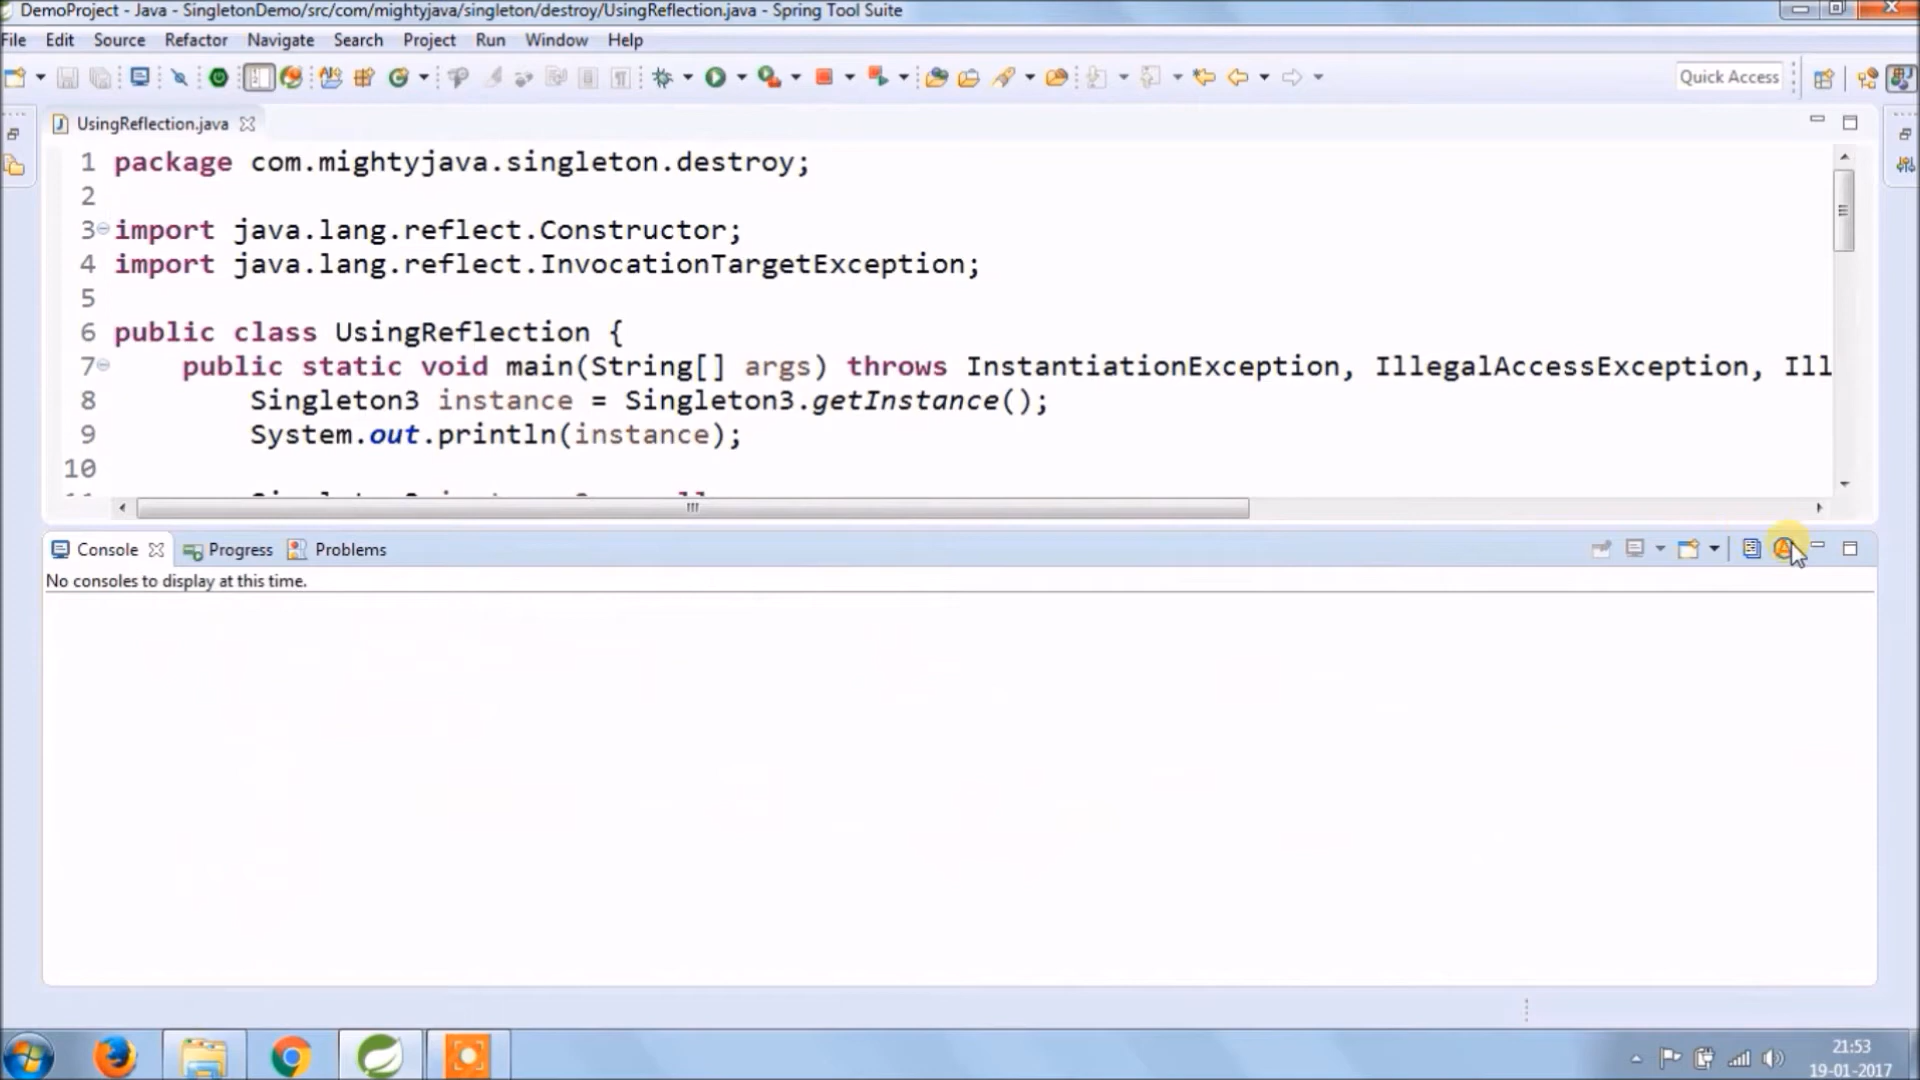 DemoProject - Java - SingletonDemo/src/com/mightyjava/singleton/destroy/UsingReflection.java - Spring Tool Suite
File Edit Source Refactor Navigate Search Project Run Window Help
Quick Access
UsingReflection.java
1 package com.mightyjava.singleton.destroy;
2
3 import java.lang.reflect.Constructor;
4 import java.lang.reflect.InvocationTargetException;
5
6 public class UsingReflection {
7 public static void main(String[] args) throws InstantiationException, IllegalAccessException, Ill
8 Singleton3 instance = Singleton3.getInstance();
9 System.out.println(instance);
10
Console Progress Problems
No consoles to display at this time.
21:53
19-01-2017